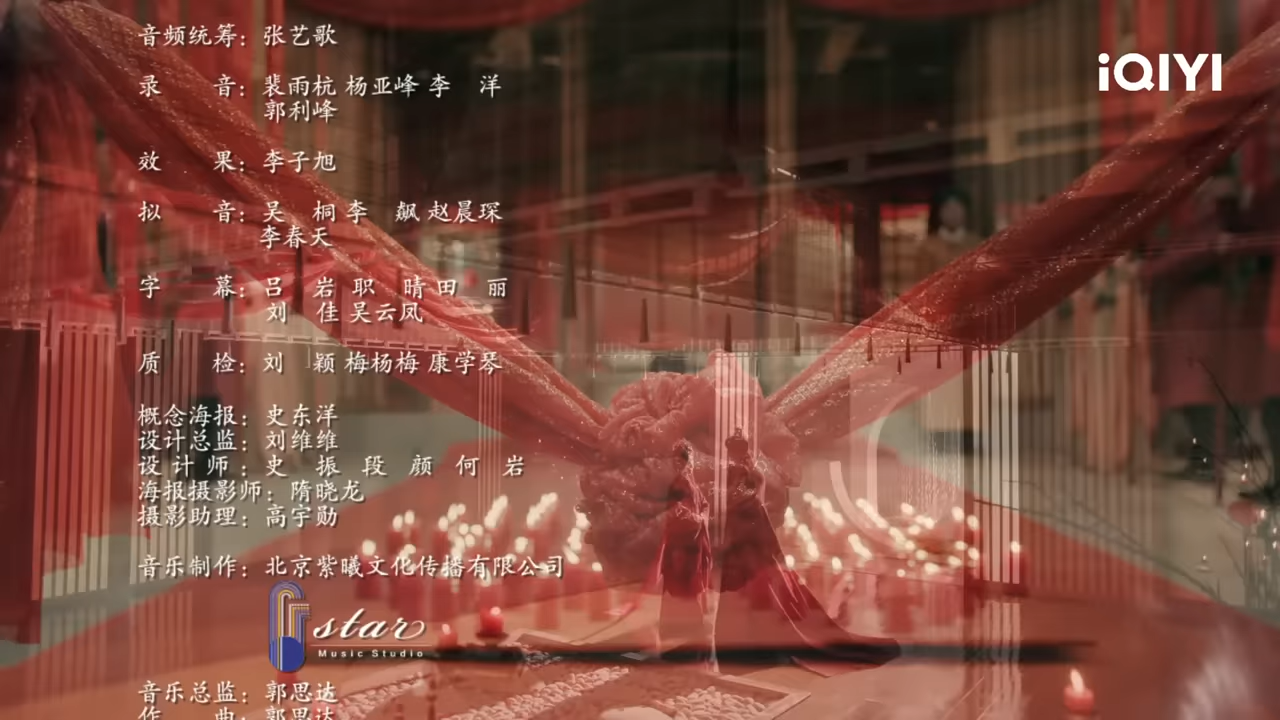 音频统筹：张艺歌
iQIYI
录 音：裴雨杭 杨亚峰 李 洋
郭利峰
效 果：李子旭
拟 音：吴 桐 李 飙 赵晨琛
李春天
字 幕：吕 岩 职 晴 田 丽
刘 佳 吴云凤
质 检：刘 颖 梅杨梅 康学琴
概念海报：史东洋
设计总监：刘维维
设 计 师：史 振 段 颜 何 岩
海报摄影师：隋晓龙
摄影助理：高宇勋
音乐制作：北京紫曦文化传播有限公司
star
Music Studio
音乐总监：郭思达
作 曲：郭思达